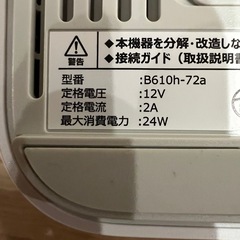 ◆本機器を分解・改造しな
◆接続ガイド(取扱説明書
警告
型番 :B610h-72a
定格電圧 :12V
定格電流 :2A
最大消費電力 :24W